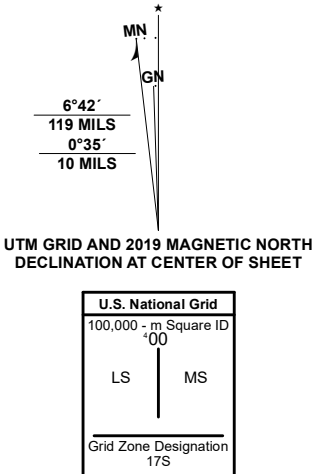 ★
MN
GN
6°42´
119 MILS
0°35´
10 MILS
UTM GRID AND 2019 MAGNETIC NORTH
DECLINATION AT CENTER OF SHEET
U.S. National Grid
100,000 - m Square ID
⁴00
LS MS
Grid Zone Designation
17S